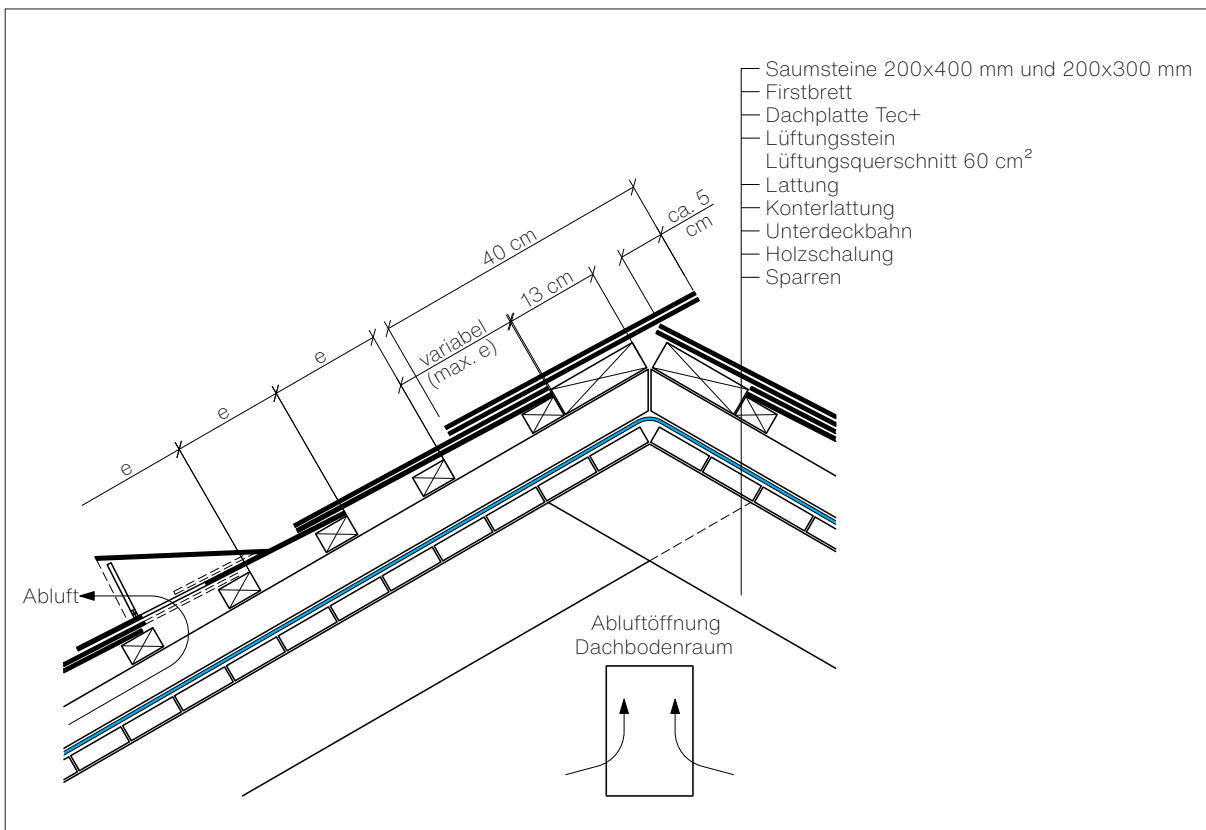 Saumsteine 200x400 mm und 200x300 mm
Firstbrett
Dachplatte Tec+
Lüftungsstein
Lüftungsquerschnitt 60 cm²
Lattung
Konterlattung
Unterdeckbahn
Holzschalung
Sparren
ca. 5
cm
40 cm
13 cm
variabel
(max. e)
e
e
e
Abluft
Abluftöffnung
Dachbodenraum